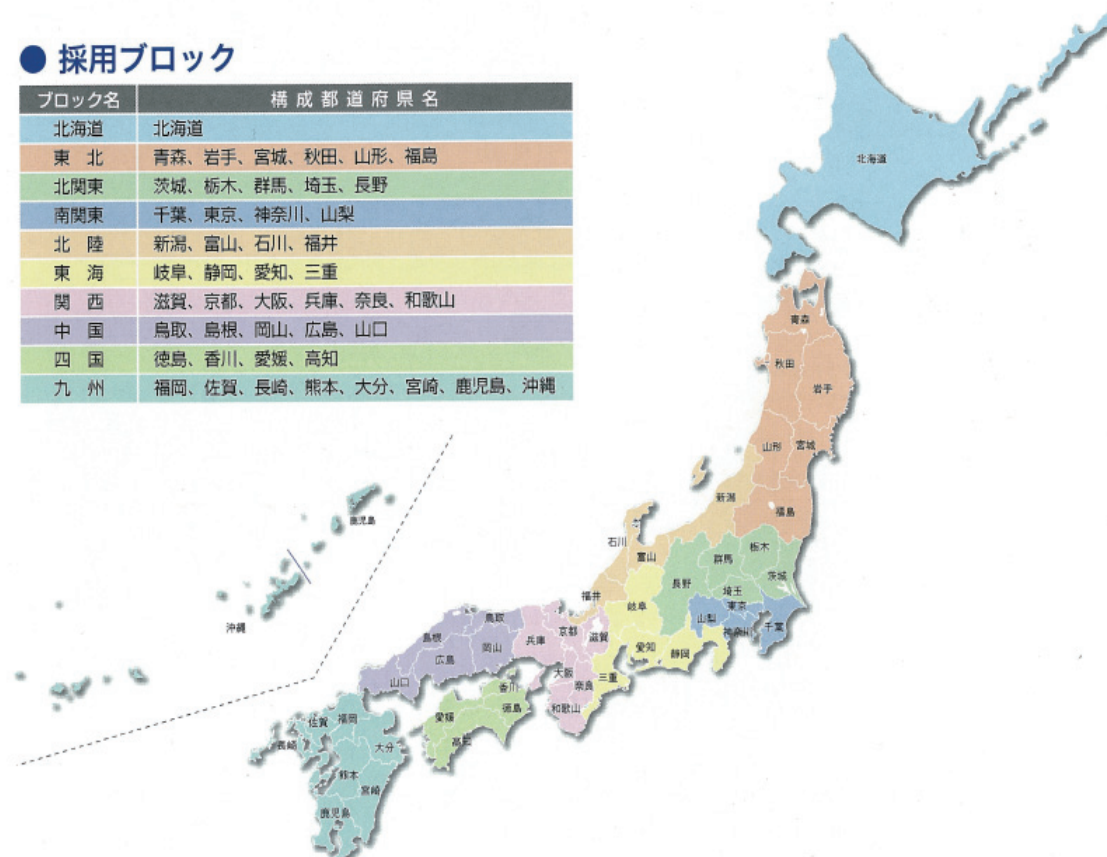 ● 採用ブロック
ブロック名 構成都道府県名
北海道 北海道
東 北 青森、岩手、宮城、秋田、山形、福島
北関東 茨城、栃木、群馬、埼玉、長野
南関東 千葉、東京、神奈川、山梨
北 陸 新潟、富山、石川、福井
東 海 岐阜、静岡、愛知、三重
関 西 滋賀、京都、大阪、兵庫、奈良、和歌山
中 国 鳥取、島根、岡山、広島、山口
四 国 徳島、香川、愛媛、高知
九 州 福岡、佐賀、長崎、熊本、大分、宮崎、鹿児島、沖縄
北海道
青森
秋田
岩手
山形
宮城
新潟
福島
鹿児島
石川
富山
群馬
栃木
長野
茨城
埼玉
福井
岐阜
東京
山梨
神奈川
千葉
沖縄
鳥取
島根
兵庫
京都
滋賀
愛知
静岡
岡山
広島
大阪
三重
山口
香川
奈良
徳島
和歌山
愛媛
高知
佐賀
福岡
長崎
大分
熊本
宮崎
鹿児島